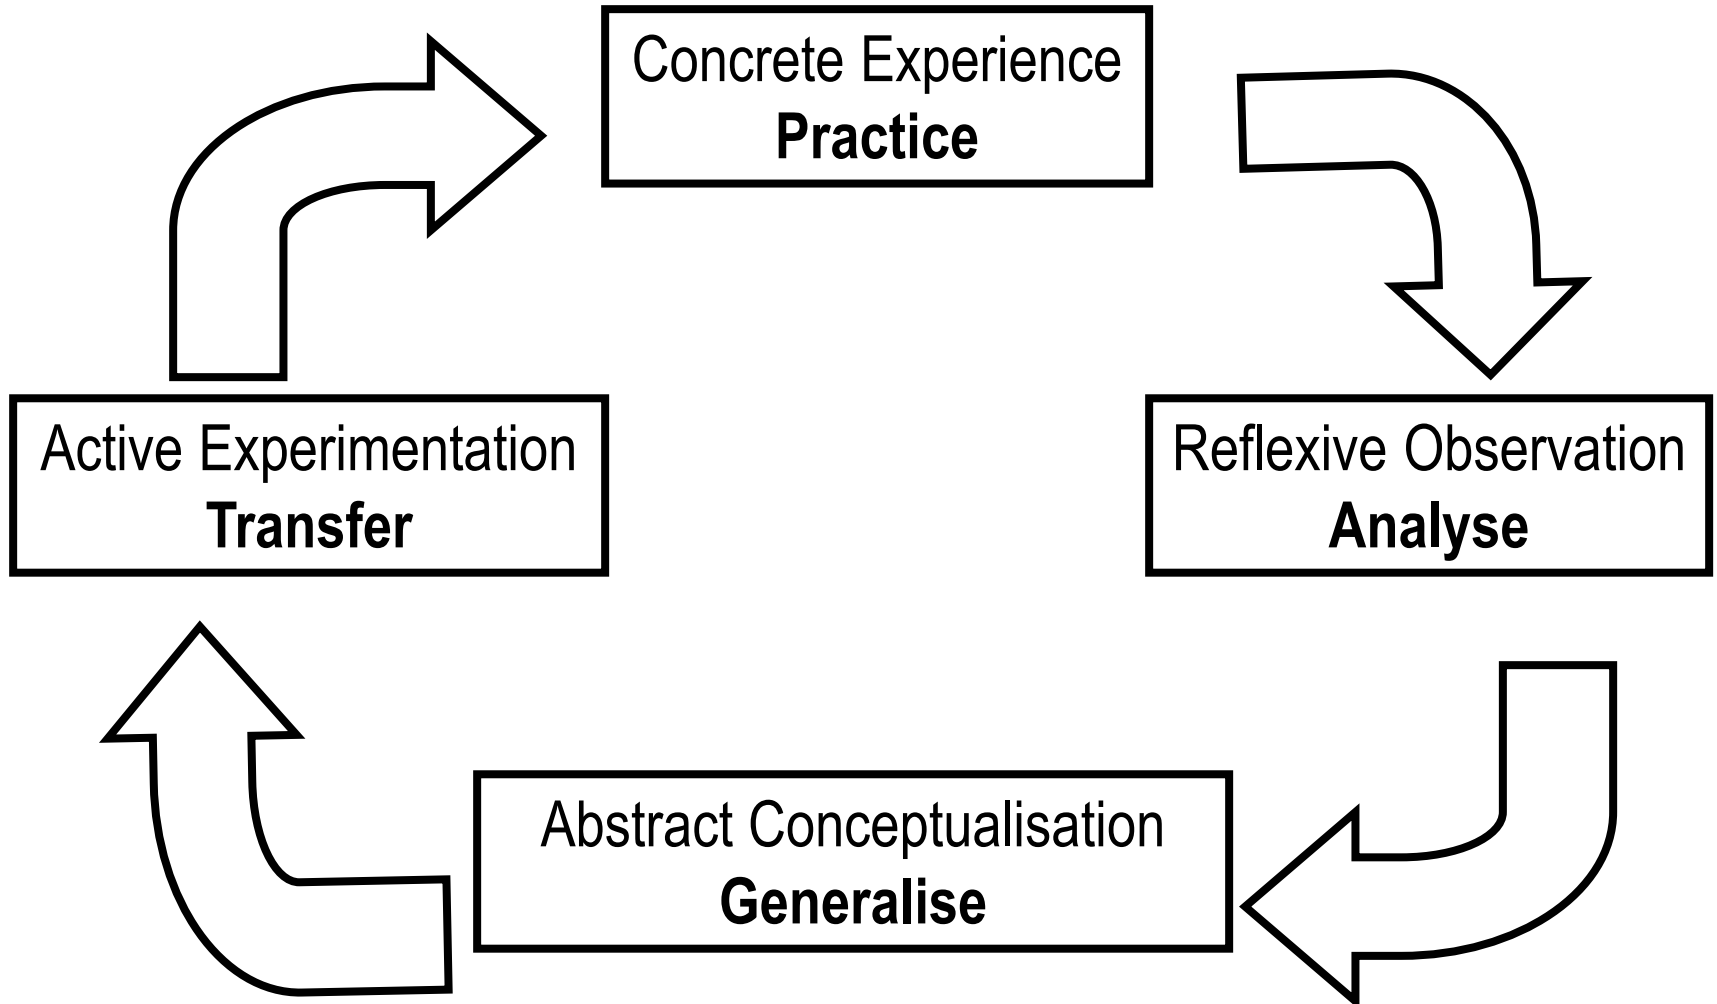 Concrete Experience
Practice
Active Experimentation
Transfer
Reflexive Observation
Analyse
Abstract Conceptualisation
Generalise